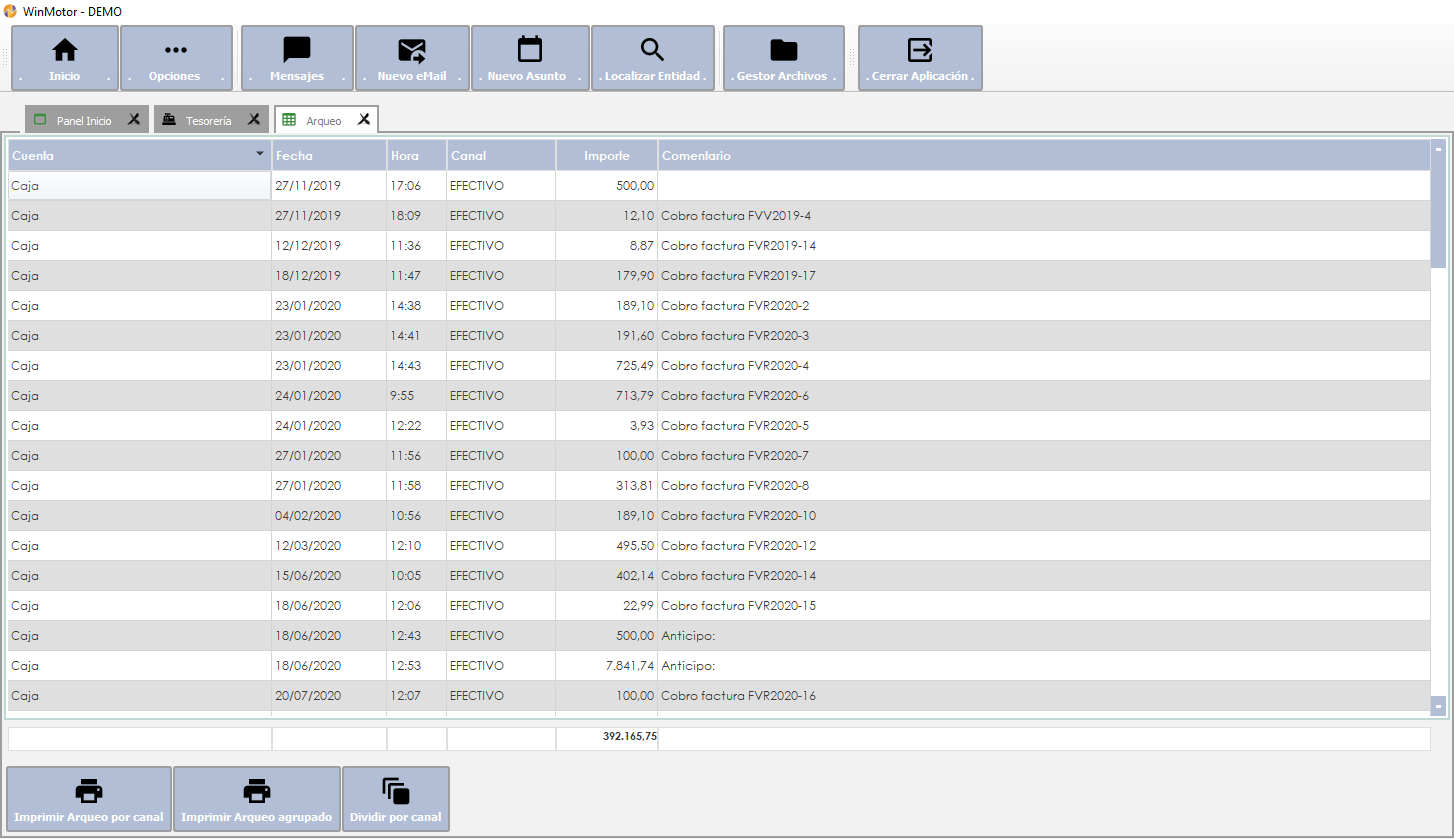 WinMotor - DEMO
. Inicio . . Opciones . . Mensajes . . Nuevo eMail . . Nuevo Asunto . . Localizar Entidad . . Gestor Archivos . . Cerrar Aplicación .
Panel Inicio Tesorería Arqueo
Cuenta Fecha Hora Canal Importe Comentario
Caja 27/11/2019 17:06 EFECTIVO 500,00
Caja 27/11/2019 18:09 EFECTIVO 12,10 Cobro factura FVV2019-4
Caja 12/12/2019 11:36 EFECTIVO 8,87 Cobro factura FVR2019-14
Caja 18/12/2019 11:47 EFECTIVO 179,90 Cobro factura FVR2019-17
Caja 23/01/2020 14:38 EFECTIVO 189,10 Cobro factura FVR2020-2
Caja 23/01/2020 14:41 EFECTIVO 191,60 Cobro factura FVR2020-3
Caja 23/01/2020 14:43 EFECTIVO 725,49 Cobro factura FVR2020-4
Caja 24/01/2020 9:55 EFECTIVO 713,79 Cobro factura FVR2020-6
Caja 24/01/2020 12:22 EFECTIVO 3,93 Cobro factura FVR2020-5
Caja 27/01/2020 11:56 EFECTIVO 100,00 Cobro factura FVR2020-7
Caja 27/01/2020 11:58 EFECTIVO 313,81 Cobro factura FVR2020-8
Caja 04/02/2020 10:56 EFECTIVO 189,10 Cobro factura FVR2020-10
Caja 12/03/2020 12:10 EFECTIVO 495,50 Cobro factura FVR2020-12
Caja 15/06/2020 10:05 EFECTIVO 402,14 Cobro factura FVR2020-14
Caja 18/06/2020 12:06 EFECTIVO 22,99 Cobro factura FVR2020-15
Caja 18/06/2020 12:43 EFECTIVO 500,00 Anticipo:
Caja 18/06/2020 12:53 EFECTIVO 7.841,74 Anticipo:
Caja 20/07/2020 12:07 EFECTIVO 100,00 Cobro factura FVR2020-16
392.165,75
Imprimir Arqueo por canal Imprimir Arqueo agrupado Dividir por canal